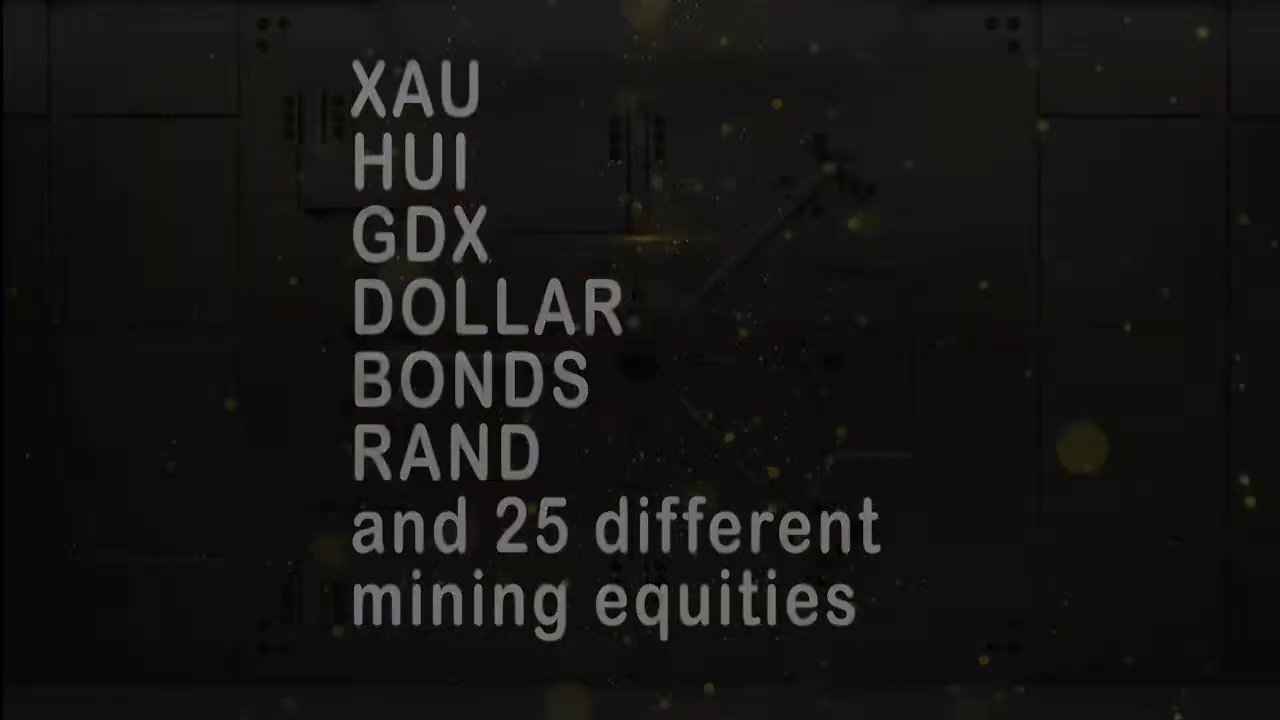 XAU
HUI
GDX
DOLLAR
BONDS
RAND
and 25 different
mining equities